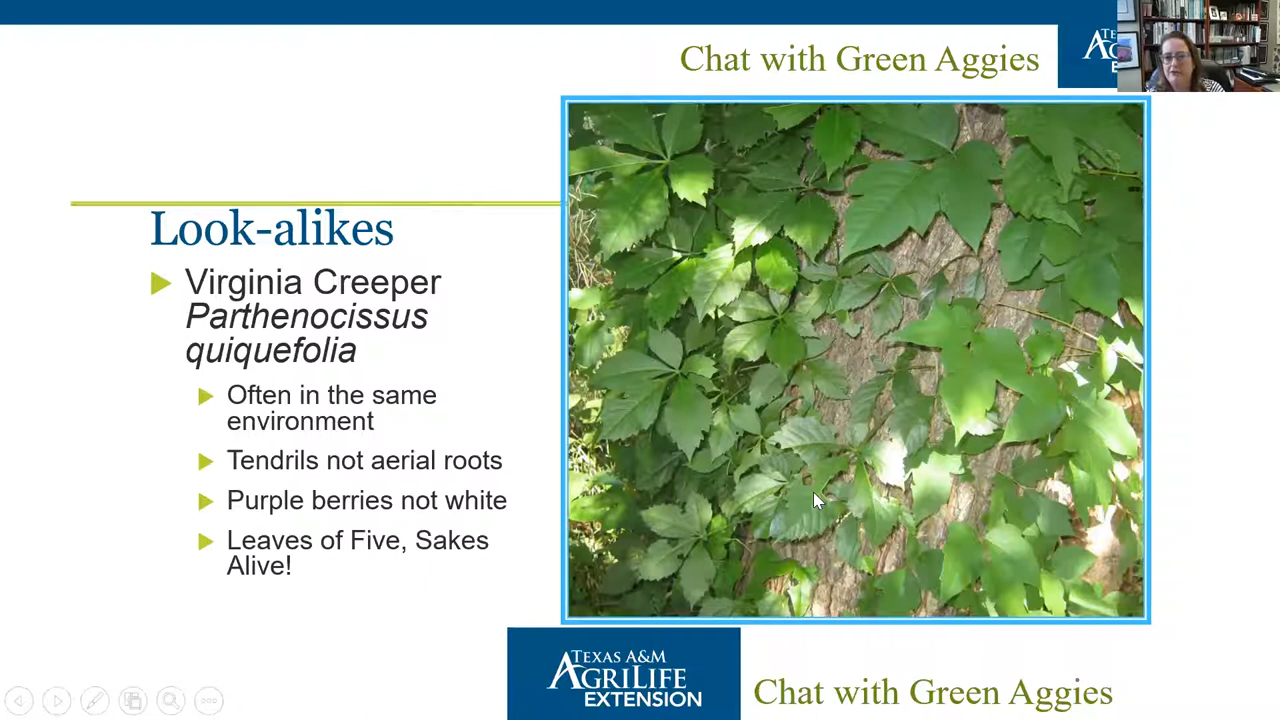 Chat with Green Aggies
Look-alikes
Virginia Creeper
Parthenocissus
quiquefolia
Often in the same
environment
Tendrils not aerial roots
Purple berries not white
Leaves of Five, Sakes
Alive!
TEXAS A&M
AGRILIFE
EXTENSION
Chat with Green Aggies